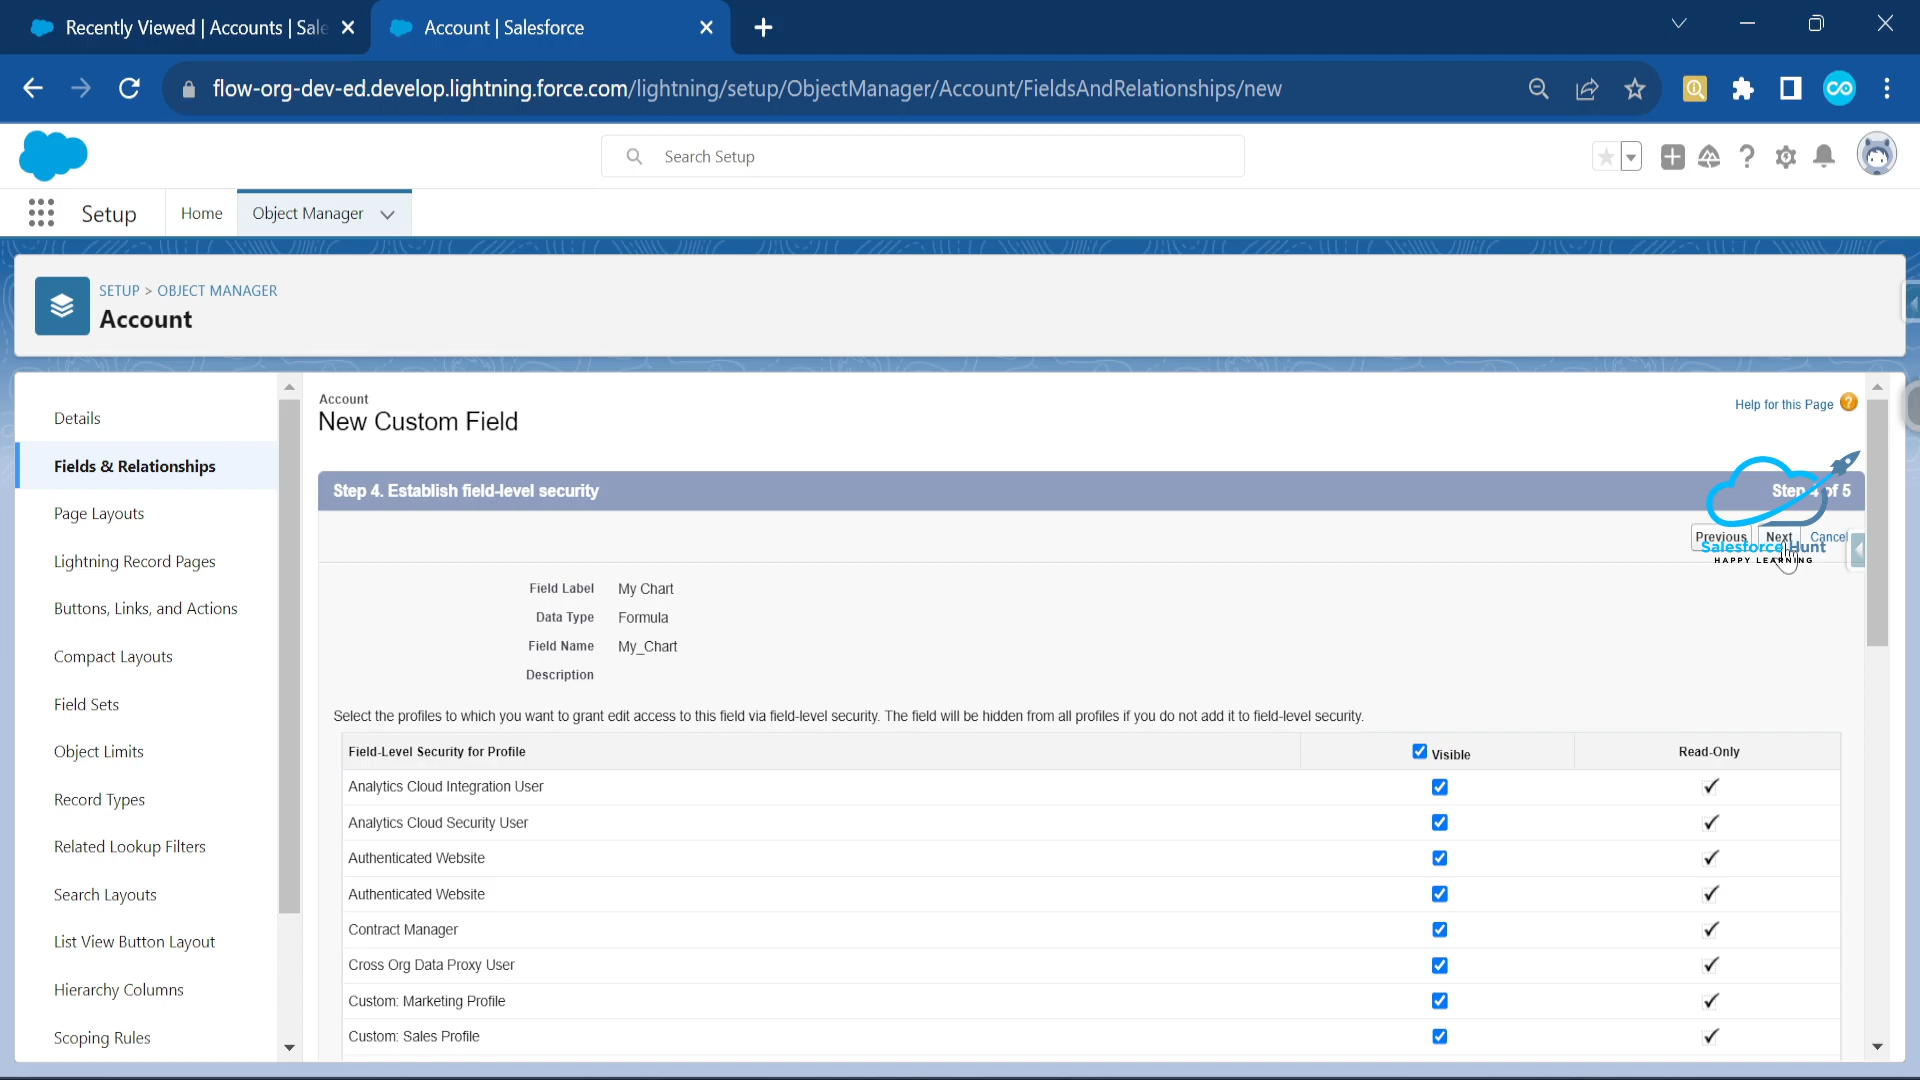 Recently Viewed | Accounts | Sale
Account | Salesforce
flow-org-dev-ed.develop.lightning.force.com/lightning/setup/ObjectManager/Account/FieldsAndRelationships/new
Search Setup
Setup
Home
Object Manager
SETUP > OBJECT MANAGER
Account
Details
Fields & Relationships
Page Layouts
Lightning Record Pages
Buttons, Links, and Actions
Compact Layouts
Field Sets
Object Limits
Record Types
Related Lookup Filters
Search Layouts
List View Button Layout
Hierarchy Columns
Scoping Rules
Account
New Custom Field
Help for this Page
Step 4. Establish field-level security
Step 4 of 5
Previous Next Cancel
Salesforce Hunt
HAPPY LEARNING
Field Label My Chart
Data Type Formula
Field Name My_Chart
Description
Select the profiles to which you want to grant edit access to this field via field-level security. The field will be hidden from all profiles if you do not add it to field-level security.
Field-Level Security for Profile Visible Read-Only
Analytics Cloud Integration User
Analytics Cloud Security User
Authenticated Website
Authenticated Website
Contract Manager
Cross Org Data Proxy User
Custom: Marketing Profile
Custom: Sales Profile